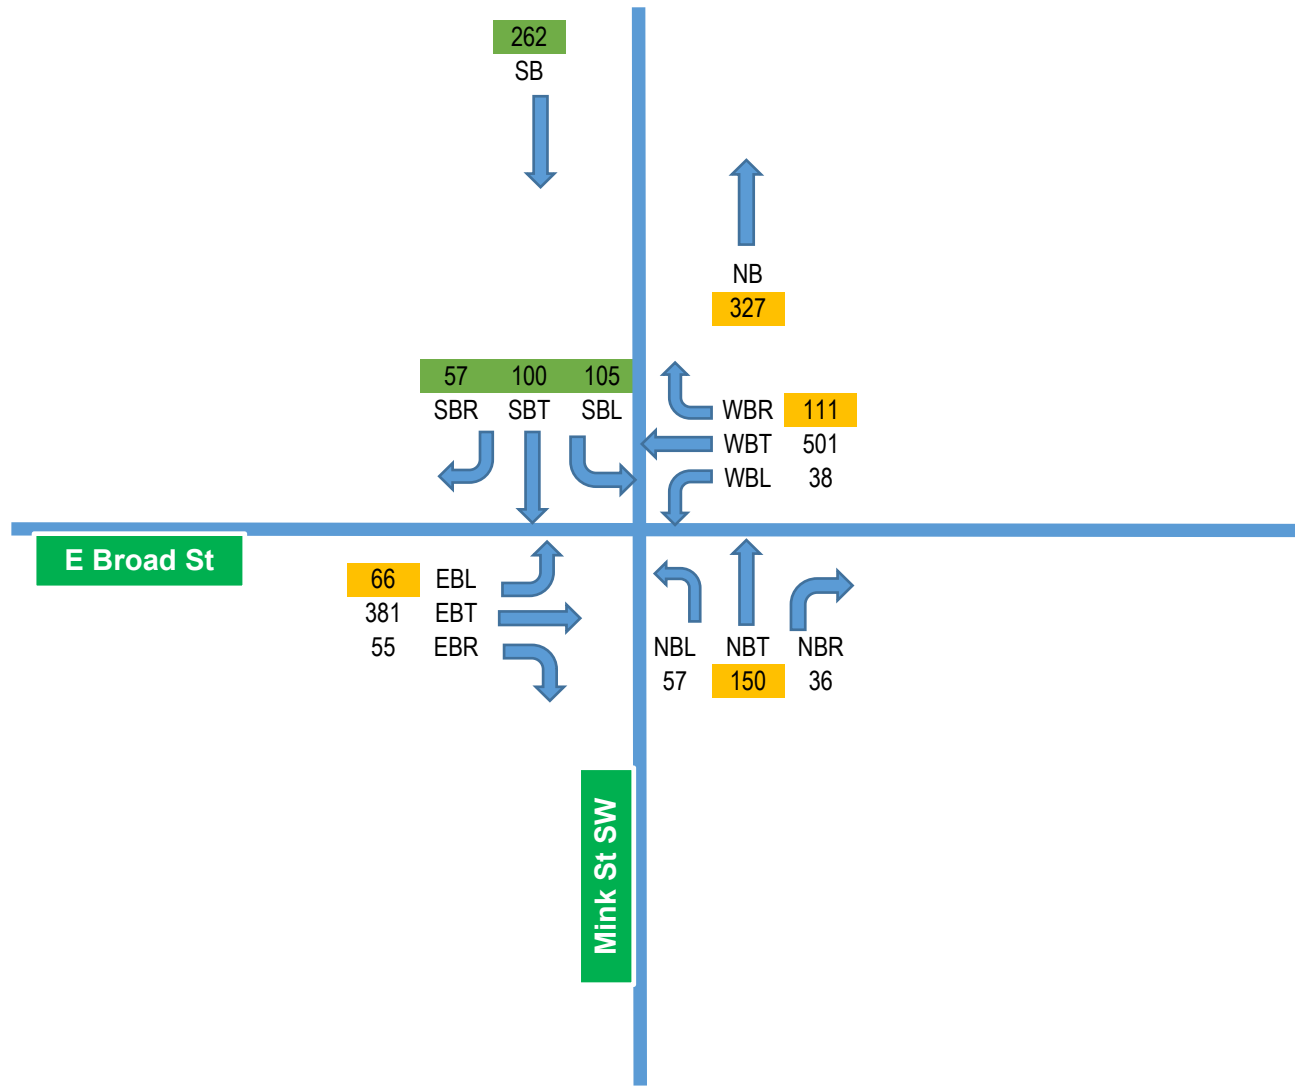 262
SB
NB
327
57 100 105
SBR SBT SBL
WBR 111
WBT 501
WBL 38
E Broad St
66 EBL
381 EBT
55 EBR
NBL NBT NBR
57 150 36
Mink St SW